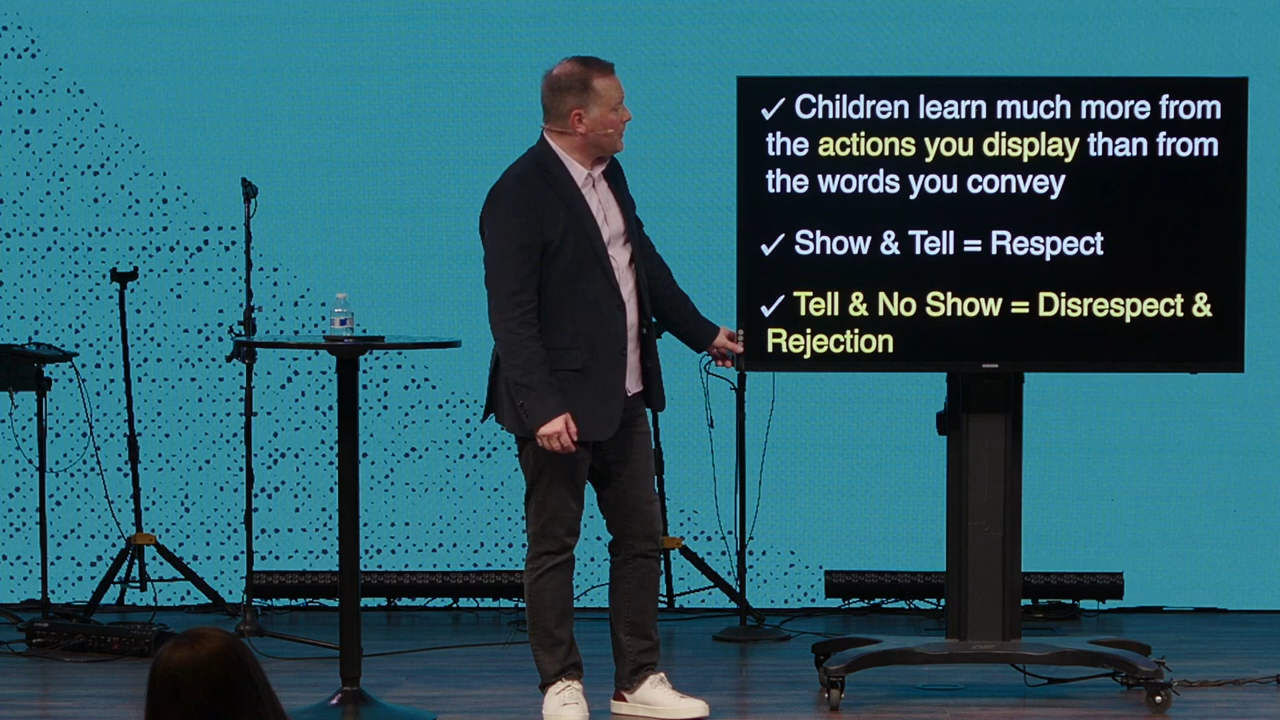 ✓ Children learn much more from
the actions you display than from
the words you convey
✓ Show & Tell = Respect
✓ Tell & No Show = Disrespect &
Rejection